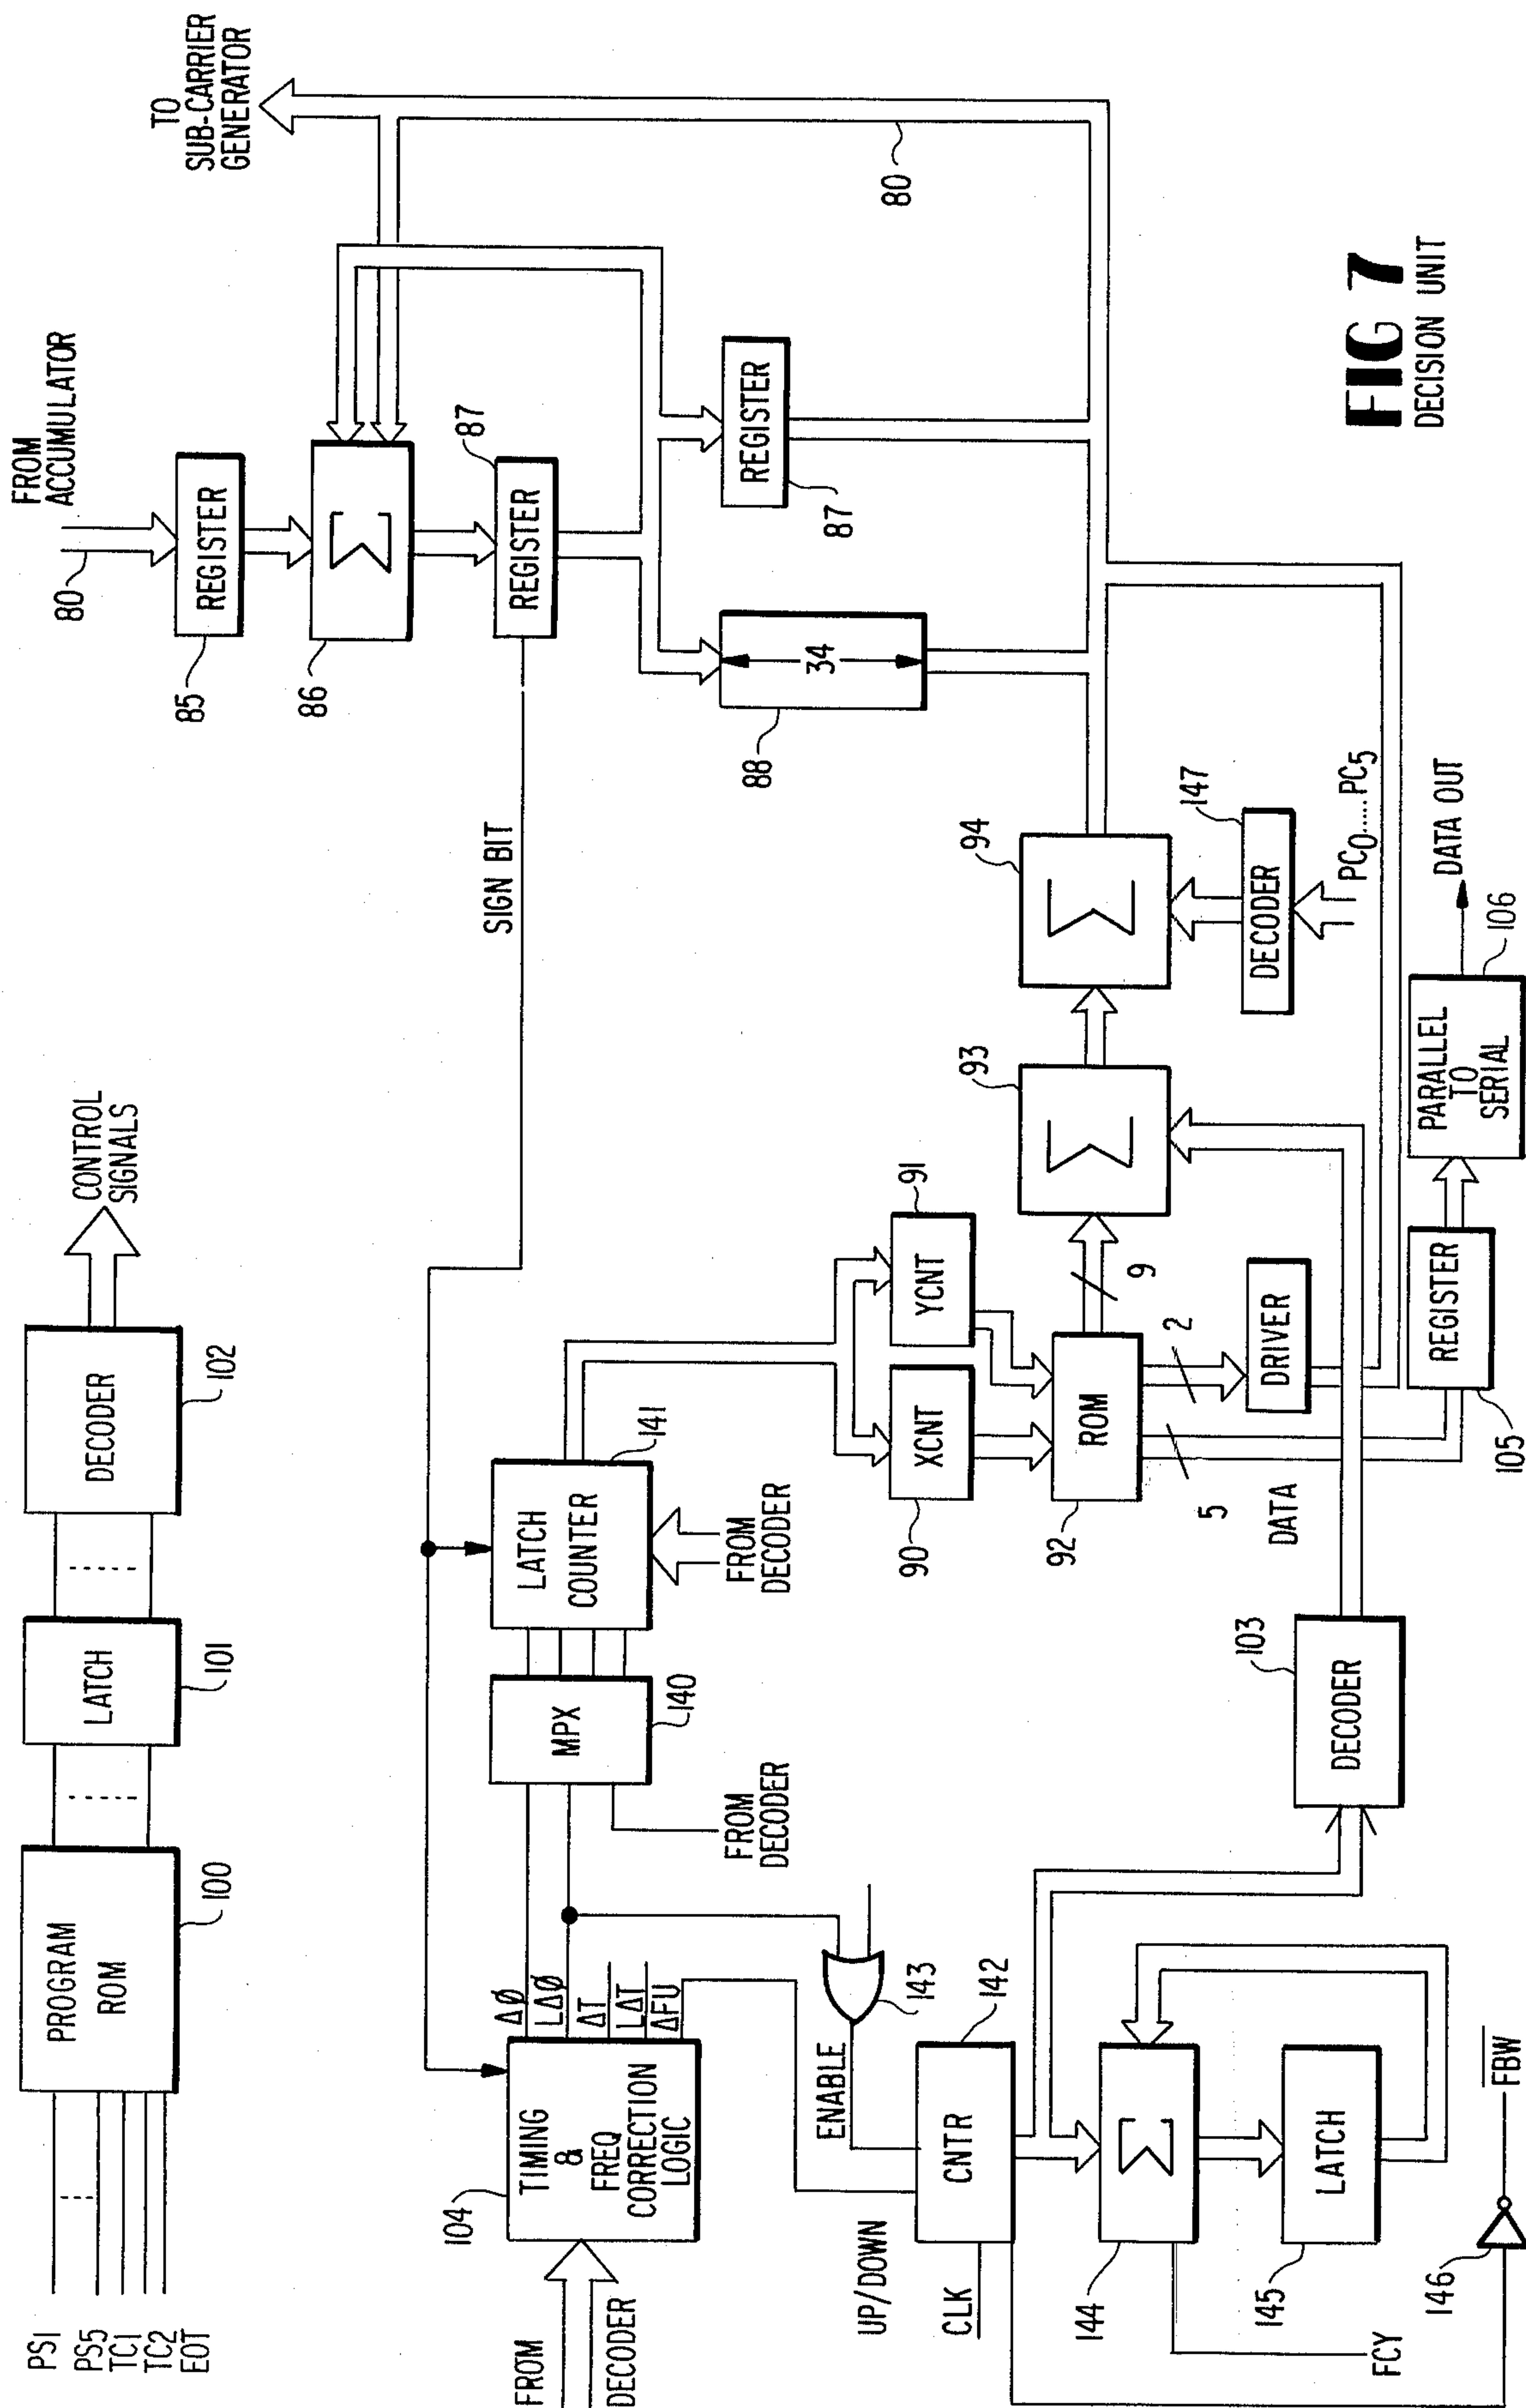 PS1
PS5
TC1
TC2
EOT
PROGRAM
ROM
100
LATCH
101
DECODER
102
CONTROL
SIGNALS
FROM
ACCUMULATOR
80
REGISTER
85
Σ
86
REGISTER
87
TO
SUB-CARRIER
GENERATOR
SIGN BIT
FROM
DECODER
TIMING
&
FREQ
CORRECTION
LOGIC
104
ΔØ
LΔØ
ΔT
LΔT
ΔFU
MPX
140
FROM
DECODER
LATCH
COUNTER
141
FROM
DECODER
34
88
REGISTER
87
80
143
ENABLE
UP/DOWN
CLK
CNTR
142
XCNT
90
YCNT
91
ROM
92
9
2
5
DATA
DRIVER
Σ
93
Σ
94
DECODER
147
PC0.....PC5
Σ
144
FCY
LATCH
145
146
FBW
DECODER
103
REGISTER
105
PARALLEL
TO
SERIAL
106
DATA OUT
FIG 7
DECISION UNIT